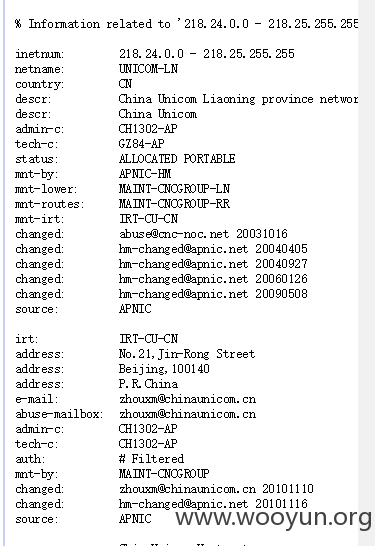 % Information related to '218.24.0.0 - 218.25.255.255
inetnum: 218.24.0.0 - 218.25.255.255
netname: UNICOM-LN
country: CN
descr: China Unicom Liaoning province networ
descr: China Unicom
admin-c: CH1302-AP
tech-c: GZ84-AP
status: ALLOCATED PORTABLE
mnt-by: APNIC-HM
mnt-lower: MAINT-CNCGROUP-LN
mnt-routes: MAINT-CNCGROUP-RR
mnt-irt: IRT-CU-CN
changed: abuse@cnc-noc.net 20031016
changed: hm-changed@apnic.net 20040405
changed: hm-changed@apnic.net 20040927
changed: hm-changed@apnic.net 20060126
changed: hm-changed@apnic.net 20090508
source: APNIC
irt: IRT-CU-CN
address: No.21,Jin-Rong Street
address: Beijing,100140
address: P.R.China
e-mail: zhouxm@chinaunicom.cn
abuse-mailbox: zhouxm@chinaunicom.cn
admin-c: CH1302-AP
tech-c: CH1302-AP
auth: # Filtered
mnt-by: MAINT-CNCGROUP
changed: zhouxm@chinaunicom.cn 20101110
changed: hm-changed@apnic.net 20101116
source: APNIC
www.wooyun.org